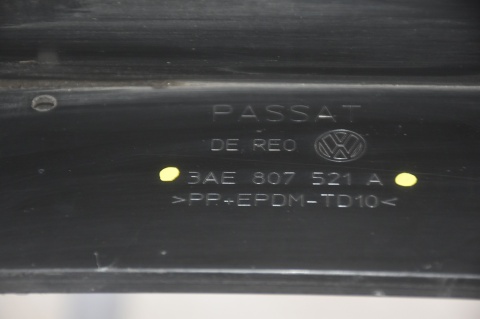 PASSAT
DE, REO
3AE 807 521 A
>PP+EPDM-TD10<